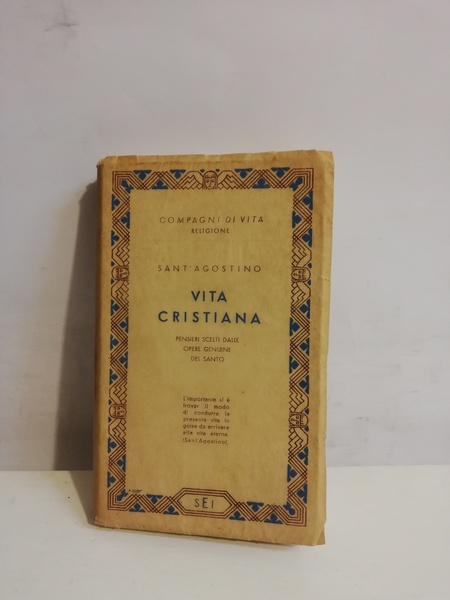 COMPAGNI DI VITA
RELIGIONE
SANT'AGOSTINO
VITA
CRISTIANA
PENSIERI SCELTI DALLE
OPERE GENUINE
DEL SANTO
L'importante si è
trovar il modo
di condurre la
presente vita in
guisa da arrivare
alla vita eterna.
(Sant'Agostino).
SEI